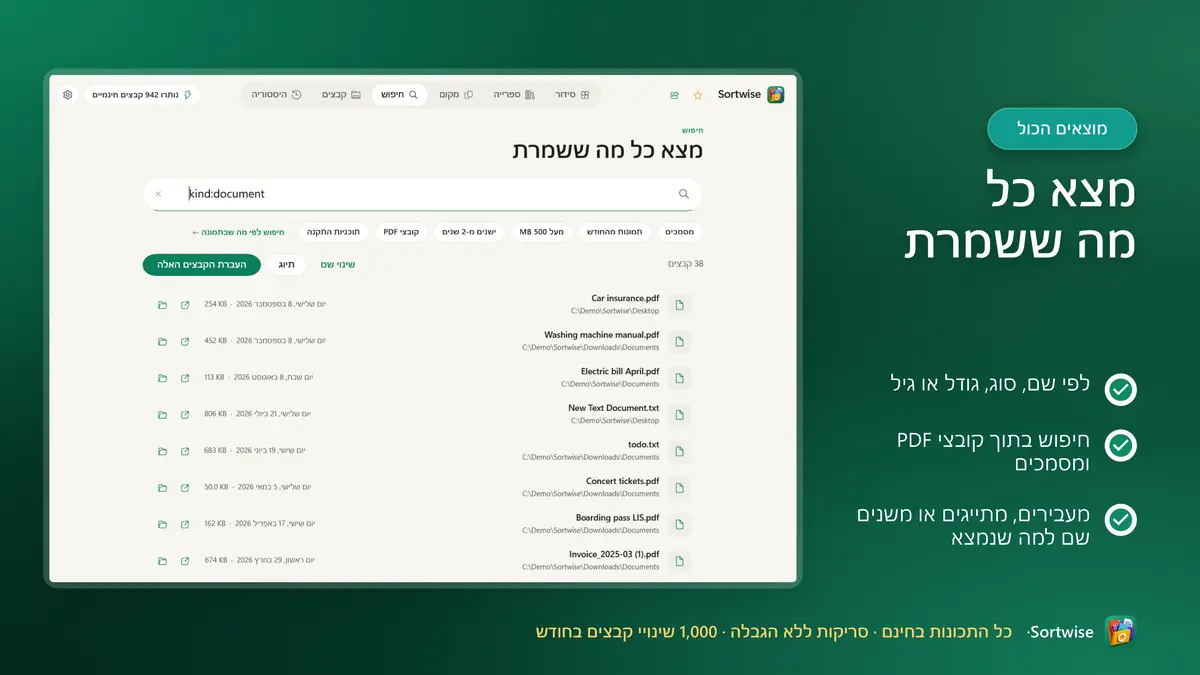 Sortwise
סידור
ספרייה
מקום
חיפוש
קבצים
היסטוריה
נותרו 942 קבצים חינמיים
חיפוש
מצא כל מה ששמרת
kind:document
מסמכים
תמונות מהחודש
מעל 500 MB
ישנים מ-2 שנים
קובצי PDF
תוכניות התקנה
חיפוש לפי מה שבתמונה ←
38 קבצים
שינוי שם
תיוג
העברת הקבצים האלה
Car insurance.pdf
C:\Demo\Sortwise\Desktop
יום שלישי, 8 בספטמבר 2026 · 254 KB
Washing machine manual.pdf
C:\Demo\Sortwise\Downloads\Documents
יום שלישי, 8 בספטמבר 2026 · 452 KB
Electric bill April.pdf
C:\Demo\Sortwise\Documents
יום שבת, 8 באוגוסט 2026 · 113 KB
New Text Document.txt
C:\Demo\Sortwise\Desktop
יום שלישי, 21 ביולי 2026 · 806 KB
todo.txt
C:\Demo\Sortwise\Downloads\Documents
יום שישי, 19 ביוני 2026 · 683 KB
Concert tickets.pdf
C:\Demo\Sortwise\Downloads\Documents
יום שלישי, 5 במאי 2026 · 50.0 KB
Boarding pass LIS.pdf
C:\Demo\Sortwise\Downloads\Documents
יום שישי, 17 באפריל 2026 · 162 KB
Invoice_2025-03 (1).pdf
C:\Demo\Sortwise\Downloads\Documents
יום ראשון, 29 במרץ 2026 · 674 KB
מוצאים הכול
מצא כל
מה ששמרת
לפי שם, סוג, גודל או גיל
חיפוש בתוך קובצי PDF
ומסמכים
מעבירים, מתייגים או משנים
שם למה שנמצא
Sortwise· כל התכונות בחינם · סריקות ללא הגבלה · 1,000 שינויי קבצים בחודש